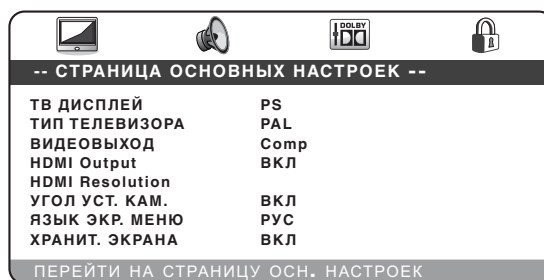 DOLBY
-- СТРАНИЦА ОСНОВНЫХ НАСТРОЕК --
ТВ ДИСПЛЕЙ PS
ТИП ТЕЛЕВИЗОРА PAL
ВИДЕОВЫХОД Comp
HDMI Output ВКЛ
HDMI Resolution
УГОЛ УСТ. КАМ. ВКЛ
ЯЗЫК ЭКР. МЕНЮ РУС
ХРАНИТ. ЭКРАНА ВКЛ
ПЕРЕЙТИ НА СТРАНИЦУ ОСН. НАСТРОЕК